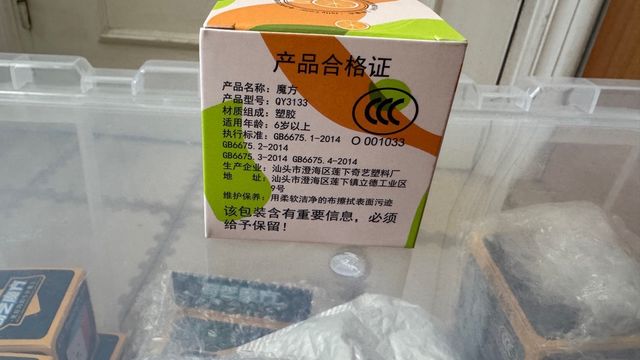 产品合格证
产品名称：魔方
产品型号：QY3133
材质组成：塑胶
适用年龄：6岁以上
执行标准：GB6675.1-2014
CCC
O 001033
GB6675.2-2014
GB6675.3-2014 GB6675.4-2014
生产企业：汕头市澄海区莲下奇艺塑料厂
地 址：汕头市澄海区莲下镇立德工业区
9号
维护保养：用柔软洁净的布擦拭表面污迹
该包装含有重要信息，必须
给予保留！